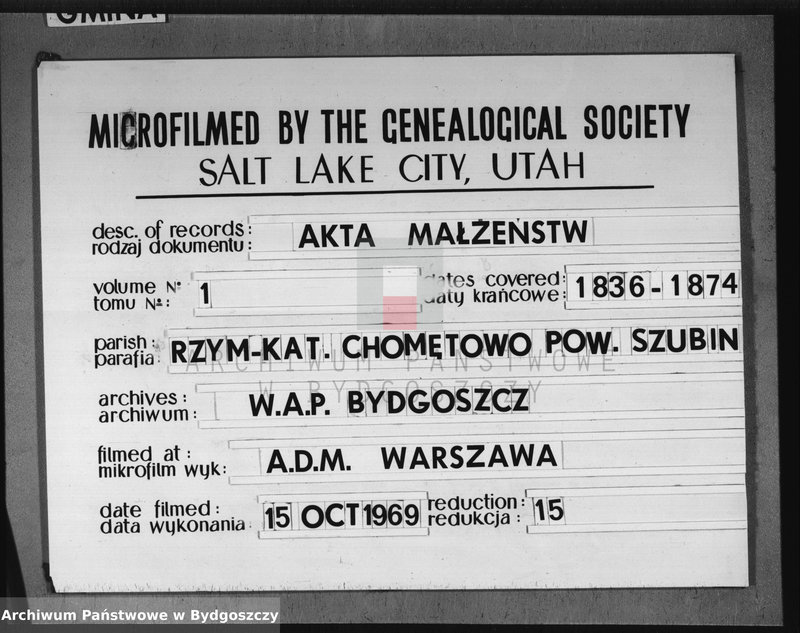 GMINA
MICROFILMED BY THE GENEALOGICAL SOCIETY
SALT LAKE CITY, UTAH
desc. of records:
rodzaj dokumentu: AKTA MAŁŻEŃSTW
volume No
tomu No: 1
dates covered:
daty krańcowe: 1836-1874
parish:
parafia: RZYM-KAT. CHOMĘTOWO POW. SZUBIN
ARCHIWUM PAŃSTWOWE
W BYDGOSZCZY
archives:
archiwum: W.A.P. BYDGOSZCZ
filmed at:
mikrofilm wyk: A.D.M. WARSZAWA
date filmed:
data wykonania 15 OCT 1969
reduction:
redukcja: 15
Archiwum Państwowe w Bydgoszczy